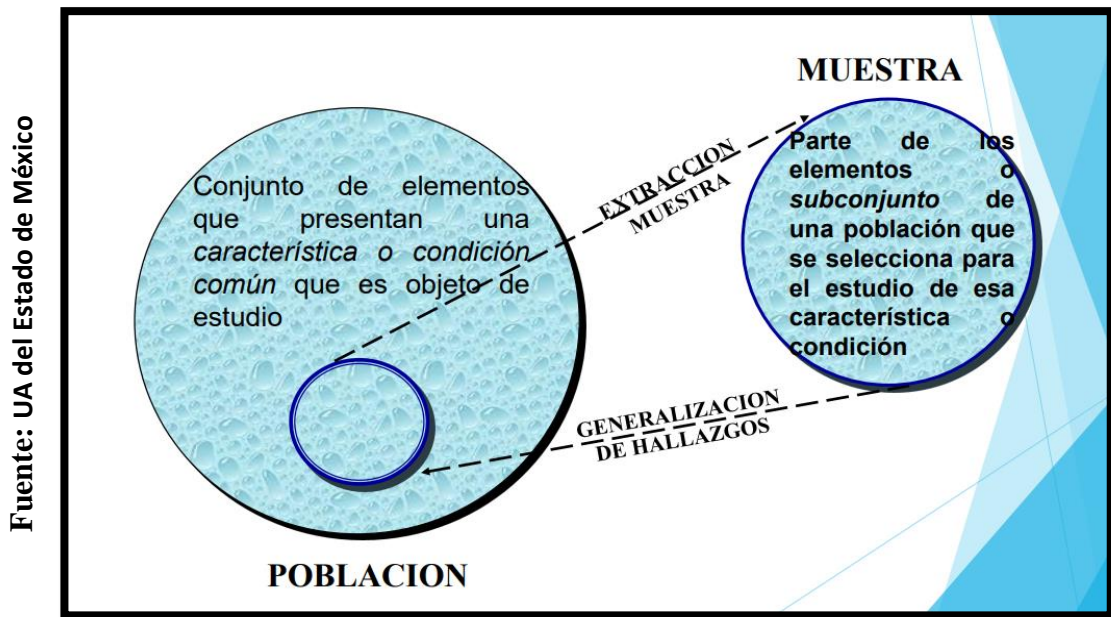 Fuente: UA del Estado de México
MUESTRA
Parte de los
elementos o
subconjunto de
una población que
se selecciona para
el estudio de esa
característica o
condición
EXTRACCION
MUESTRA
Conjunto de elementos
que presentan una
característica o condición
común que es objeto de
estudio
GENERALIZACION
DE HALLAZGOS
POBLACION